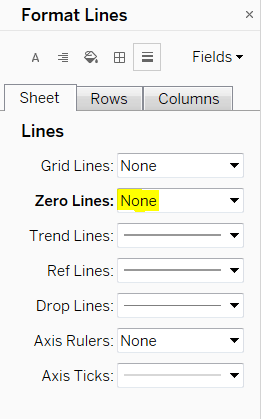 Format Lines ×
A Fields
Sheet Rows Columns
Lines
Grid Lines: None
Zero Lines: None
Trend Lines:
Ref Lines:
Drop Lines:
Axis Rulers: None
Axis Ticks: